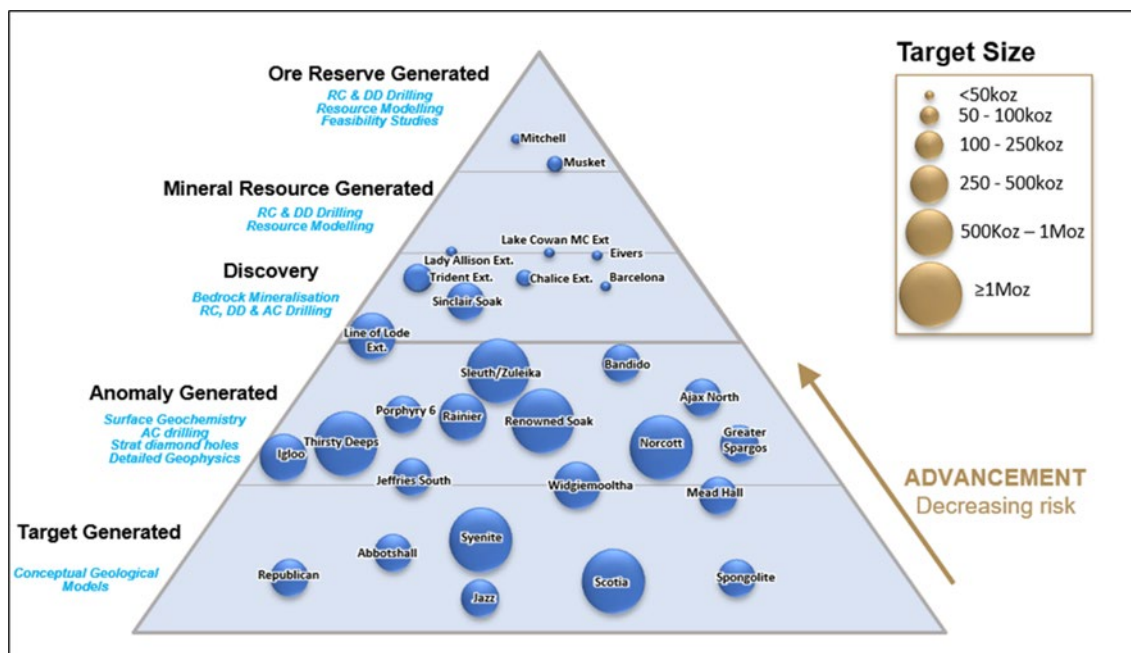 Ore Reserve Generated
RC & DD Drilling
Resource Modelling
Feasibility Studies
Mitchell
Musket
Mineral Resource Generated
RC & DD Drilling
Resource Modelling
Lake Cowan MC Ext
Eivers
Lady Allison Ext.
Discovery
Bedrock Mineralisation
RC, DD & AC Drilling
Trident Ext.
Chalice Ext.
Barcelona
Sinclair Soak
Line of Lode
Ext.
Anomaly Generated
Surface Geochemistry
AC drilling
Strat diamond holes
Detailed Geophysics
Sleuth/Zuleika
Bandido
Ajax North
Porphyry 6
Rainier
Renowned Soak
Thirsty Deeps
Igloo
Norcott
Greater
Spargos
Jeffries South
Widgiemooltha
Mead Hall
Target Generated
Conceptual Geological
Models
Syenite
Abbotshall
Republican
Jazz
Scotia
Spongolite
Target Size
<50koz
50 - 100koz
100 - 250koz
250 - 500koz
500Koz – 1Moz
≥1Moz
ADVANCEMENT
Decreasing risk